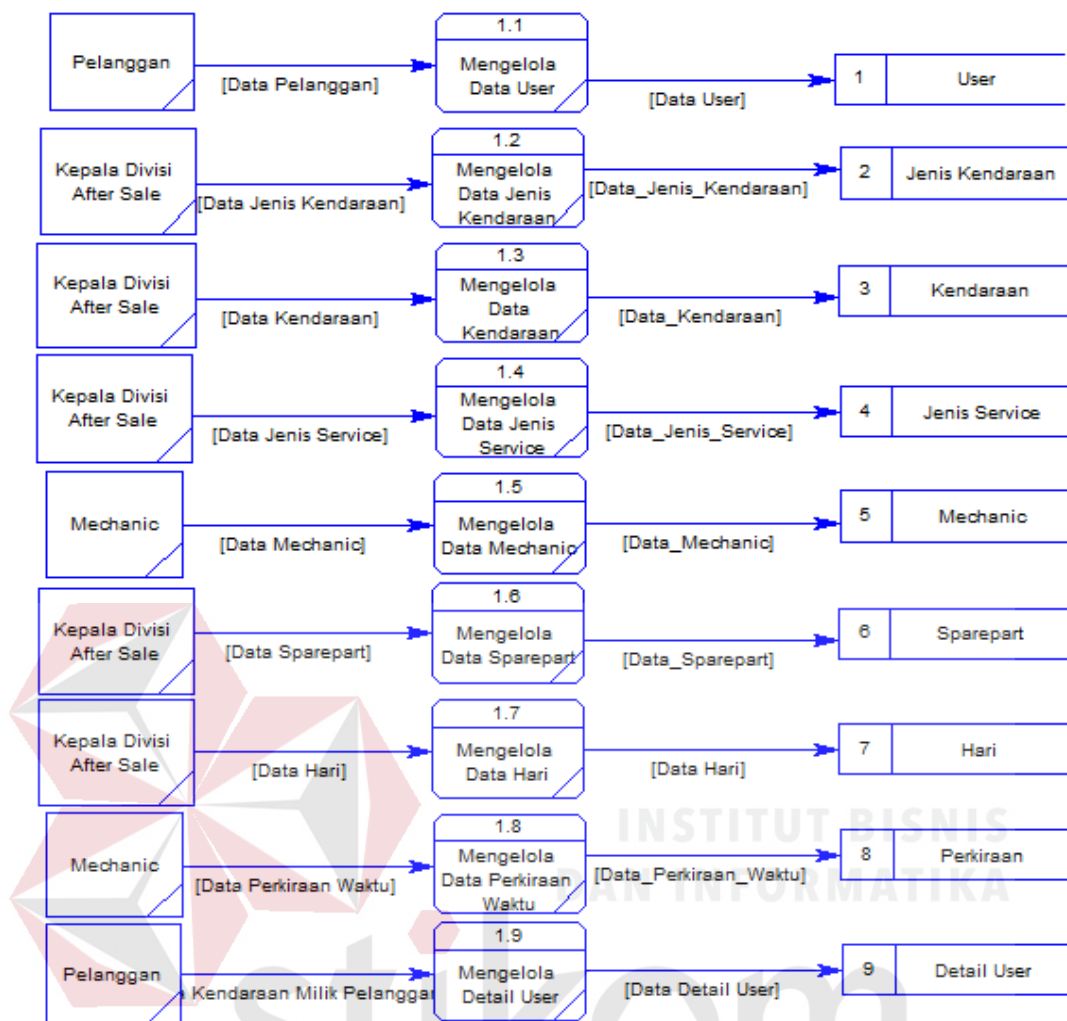 1.1
Pelanggan
Mengelola
Data User
[Data Pelanggan]
[Data User]
1
User
1.2
Kepala Divisi
After Sale
[Data Jenis Kendaraan]
Mengelola
Data Jenis
Kendaraan
[Data_Jenis_Kendaraan]
2
Jenis Kendaraan
1.3
Kepala Divisi
After Sale
[Data Kendaraan]
Mengelola
Data
Kendaraan
[Data_Kendaraan]
3
Kendaraan
1.4
Kepala Divisi
After Sale
[Data Jenis Service]
Mengelola
Data Jenis
Service
[Data_Jenis_Service]
4
Jenis Service
1.5
Mechanic
[Data Mechanic]
Mengelola
Data Mechanic
[Data_Mechanic]
5
Mechanic
1.6
Kepala Divisi
After Sale
[Data Sparepart]
Mengelola
Data Sparepart
[Data_Sparepart]
6
Sparepart
1.7
Kepala Divisi
After Sale
[Data Hari]
Mengelola
Data Hari
[Data Hari]
7
Hari
1.8
Mechanic
[Data Perkiraan Waktu]
Mengelola
Data Perkiraan
Waktu
[Data_Perkiraan_Waktu]
8
Perkiraan
1.9
Pelanggan
Kendaraan Milik Pelanggan
Mengelola
Detail User
[Data Detail User]
9
Detail User
INSTITUT BISNIS
DAN INFORMATIKA
stikom